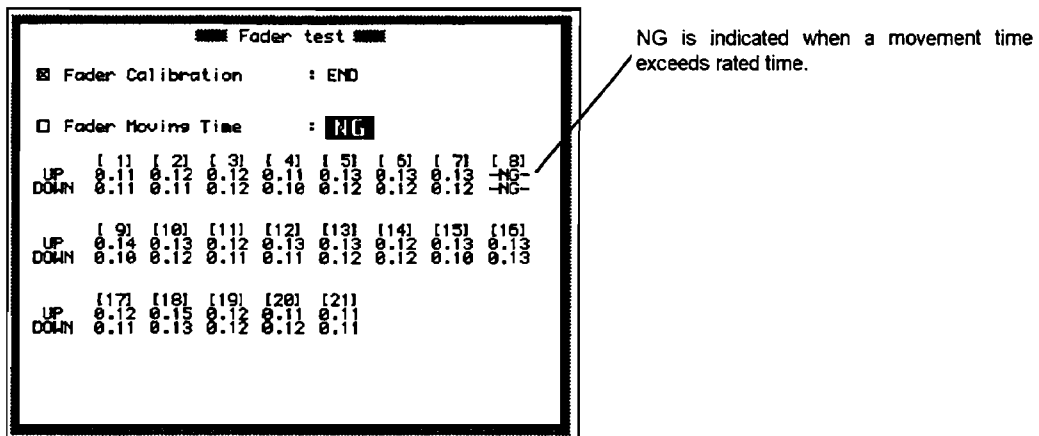 Fader test
Fader Calibration : END
Fader Moving Time : NG
[ 1] [ 2] [ 3] [ 4] [ 5] [ 6] [ 7] [ 8]
UP 0.11 0.12 0.12 0.11 0.13 0.13 0.13 -NG-
DOWN 0.11 0.11 0.12 0.10 0.12 0.12 0.12 -NG-
[ 9] [10] [11] [12] [13] [14] [15] [16]
UP 0.14 0.13 0.12 0.13 0.13 0.12 0.13 0.13
DOWN 0.10 0.12 0.11 0.11 0.12 0.12 0.10 0.13
[17] [18] [19] [20] [21]
UP 0.12 0.15 0.12 0.11 0.11
DOWN 0.11 0.13 0.12 0.12 0.11
NG is indicated when a movement time
exceeds rated time.